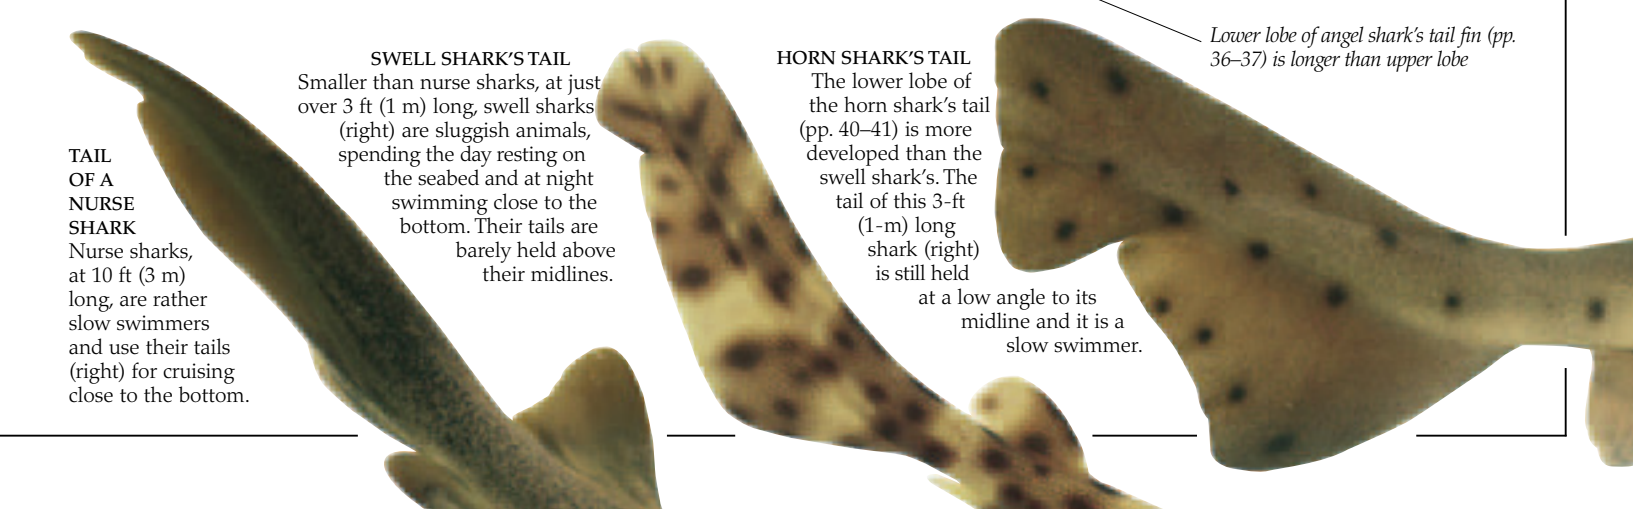 TAIL
OF A
NURSE
SHARK
Nurse sharks,
at 10 ft (3 m)
long, are rather
slow swimmers
and use their tails
(right) for cruising
close to the bottom.
SWELL SHARK'S TAIL
Smaller than nurse sharks, at just
over 3 ft (1 m) long, swell sharks
(right) are sluggish animals,
spending the day resting on
the seabed and at night
swimming close to the
bottom. Their tails are
barely held above
their midlines.
HORN SHARK'S TAIL
The lower lobe of
the horn shark's tail
(pp. 40–41) is more
developed than the
swell shark's. The
tail of this 3-ft
(1-m) long
shark (right)
is still held
at a low angle to its
midline and it is a
slow swimmer.
Lower lobe of angel shark's tail fin (pp.
36–37) is longer than upper lobe